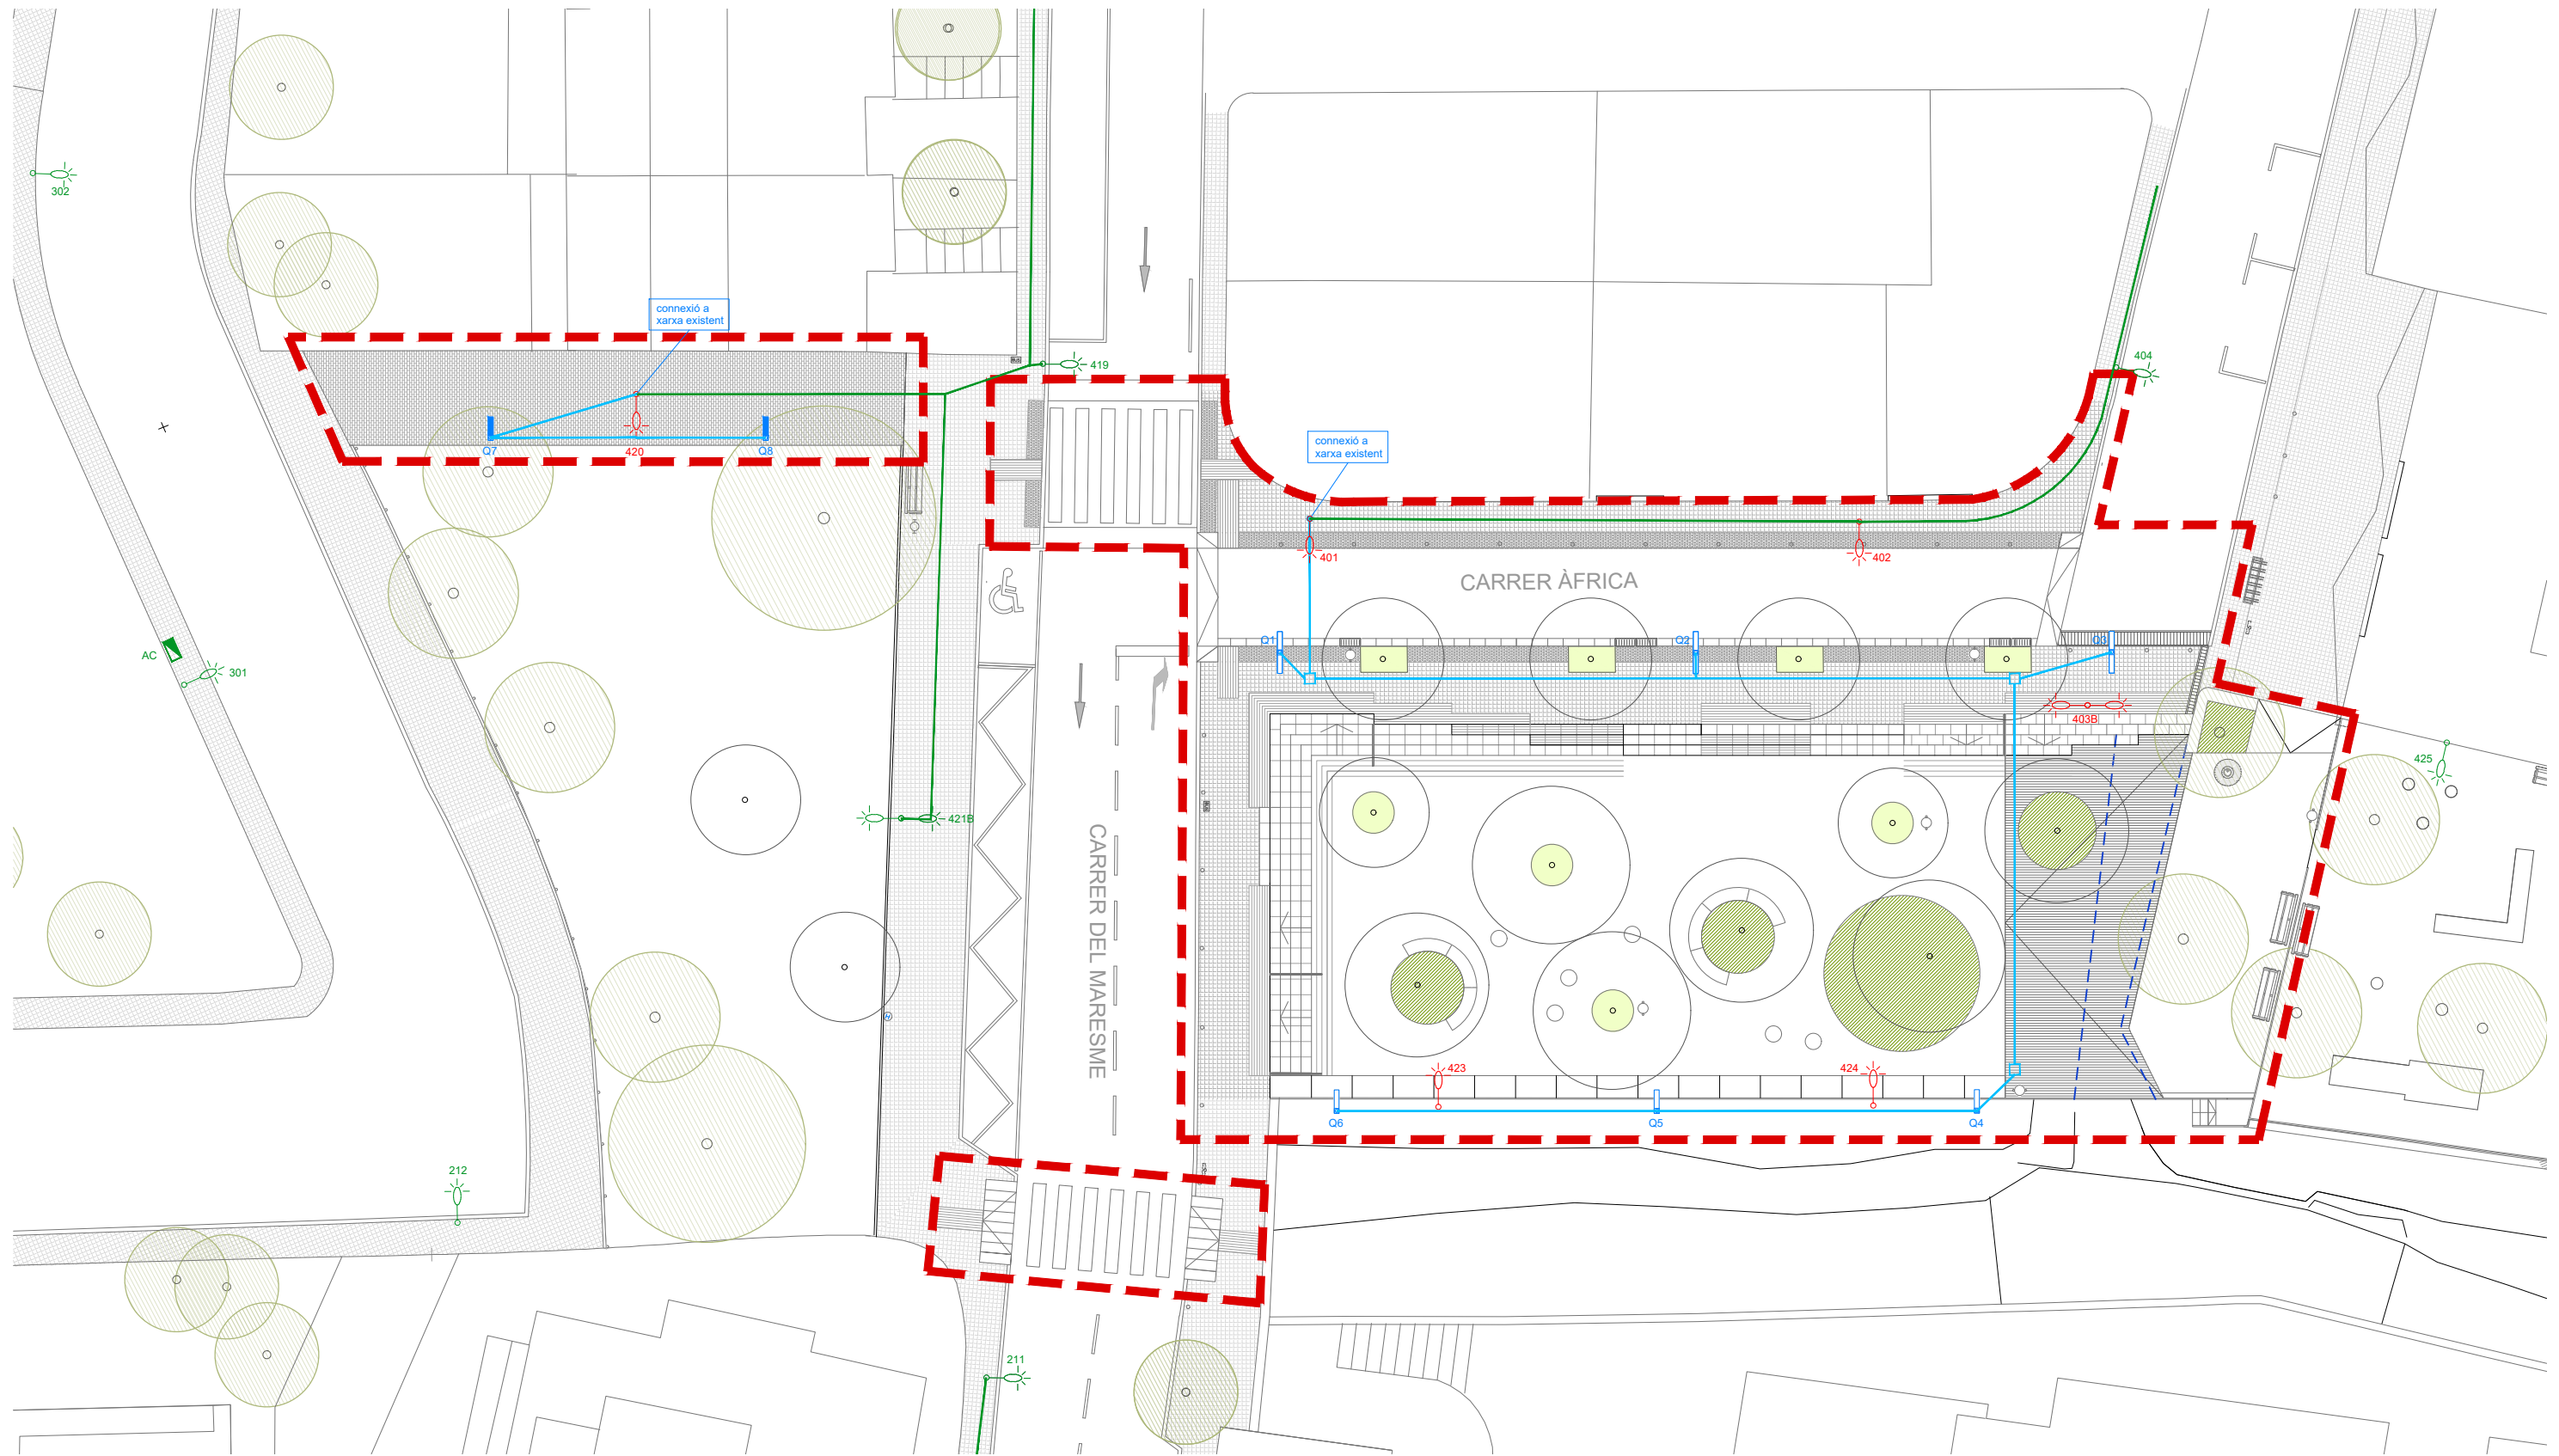 302
connexió a
xarxa existent
419
404
connexió a
xarxa existent
Q7
420
Q8
401
402
CARRER ÀFRICA
Q1
Q2
Q3
AC
301
403B
425
421B
CARRER DEL MARESME
423
424
Q6
Q5
Q4
212
211